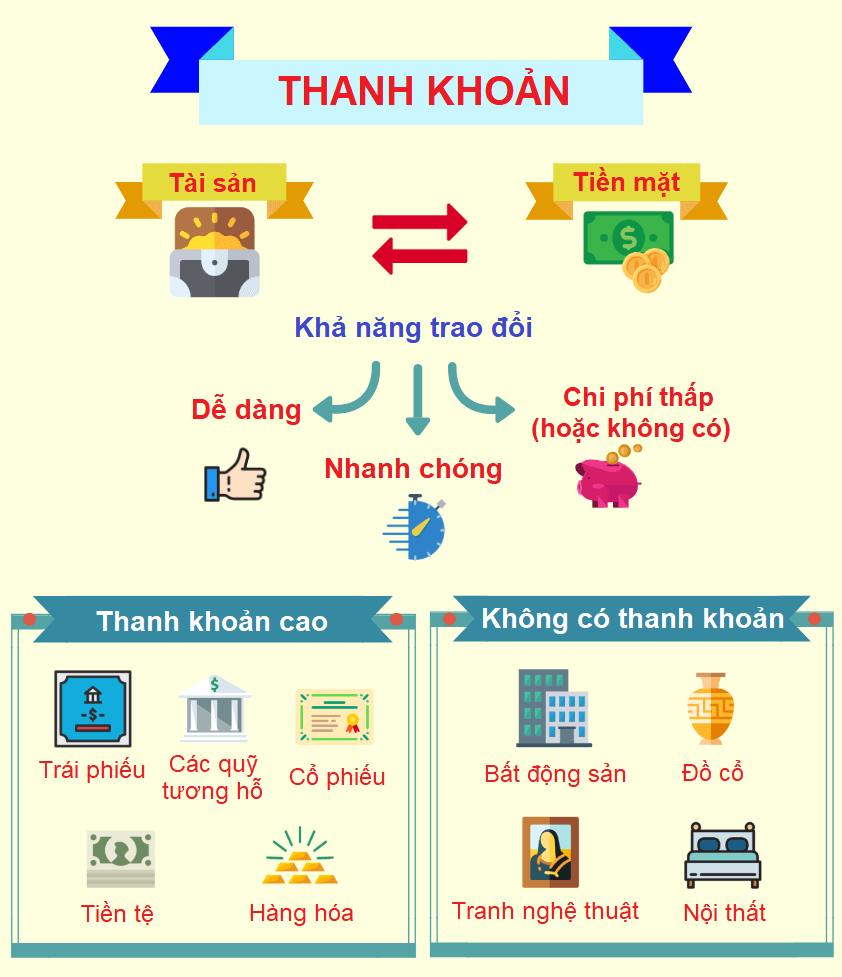 THANH KHOẢN
Tài sản
Tiền mặt
Khả năng trao đổi
Dễ dàng
Nhanh chóng
Chi phí thấp
(hoặc không có)
Thanh khoản cao
Trái phiếu
Các quỹ
tương hỗ
Cổ phiếu
Tiền tệ
Hàng hóa
Không có thanh khoản
Bất động sản
Đồ cổ
Tranh nghệ thuật
Nội thất